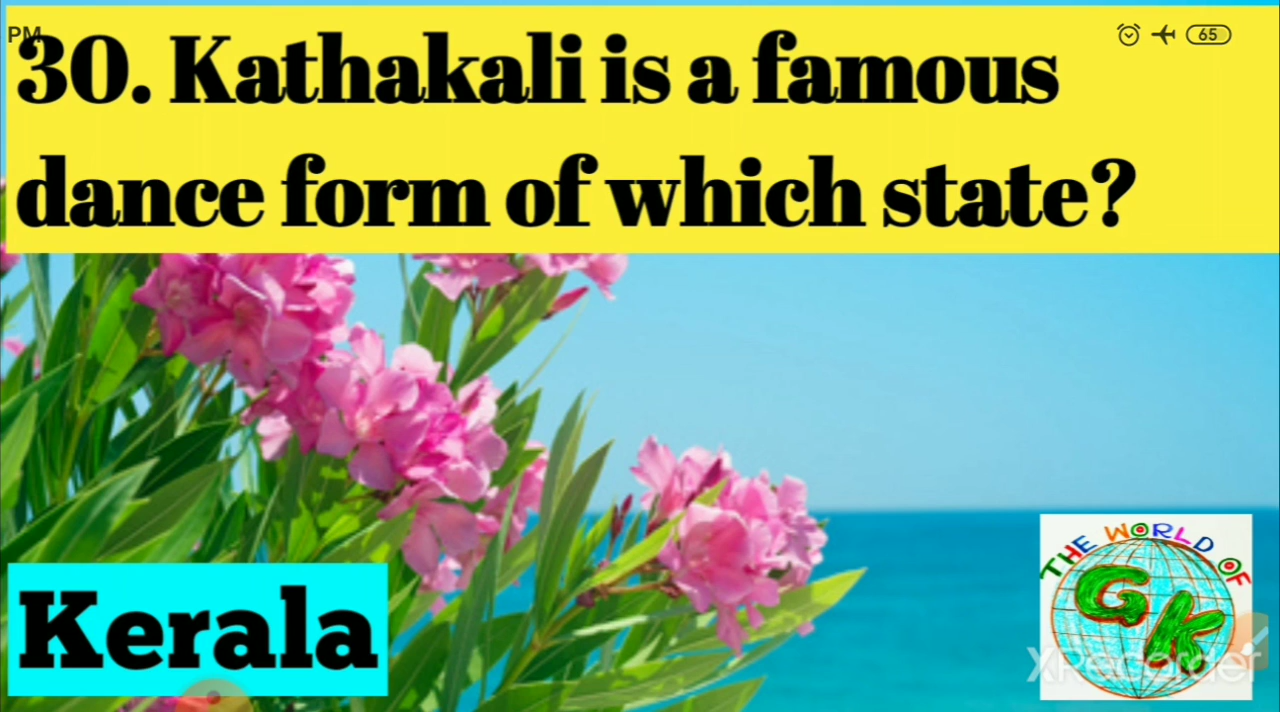 PM
65
30. Kathakali is a famous
dance form of which state?
Kerala
THE WORLD OF
GK
XRecorder